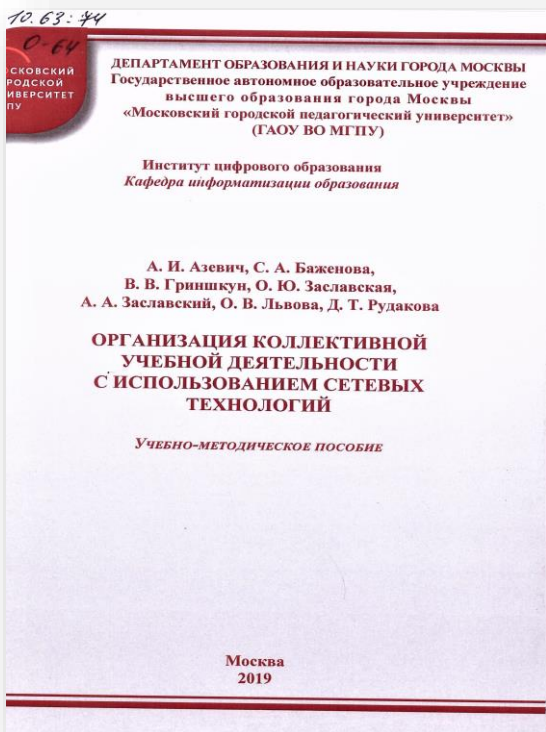 10.63:74
О-64
ОСКОВСКИЙ
РОДСКОЙ
ИВЕРСИТЕТ
ПУ
ДЕПАРТАМЕНТ ОБРАЗОВАНИЯ И НАУКИ ГОРОДА МОСКВЫ
Государственное автономное образовательное учреждение
высшего образования города Москвы
«Московский городской педагогический университет»
(ГАОУ ВО МГПУ)
Институт цифрового образования
Кафедра информатизации образования
А. И. Азевич, С. А. Баженова,
В. В. Гриншкун, О. Ю. Заславская,
А. А. Заславский, О. В. Львова, Д. Т. Рудакова
ОРГАНИЗАЦИЯ КОЛЛЕКТИВНОЙ
УЧЕБНОЙ ДЕЯТЕЛЬНОСТИ
С ИСПОЛЬЗОВАНИЕМ СЕТЕВЫХ
ТЕХНОЛОГИЙ
УЧЕБНО-МЕТОДИЧЕСКОЕ ПОСОБИЕ
Москва
2019